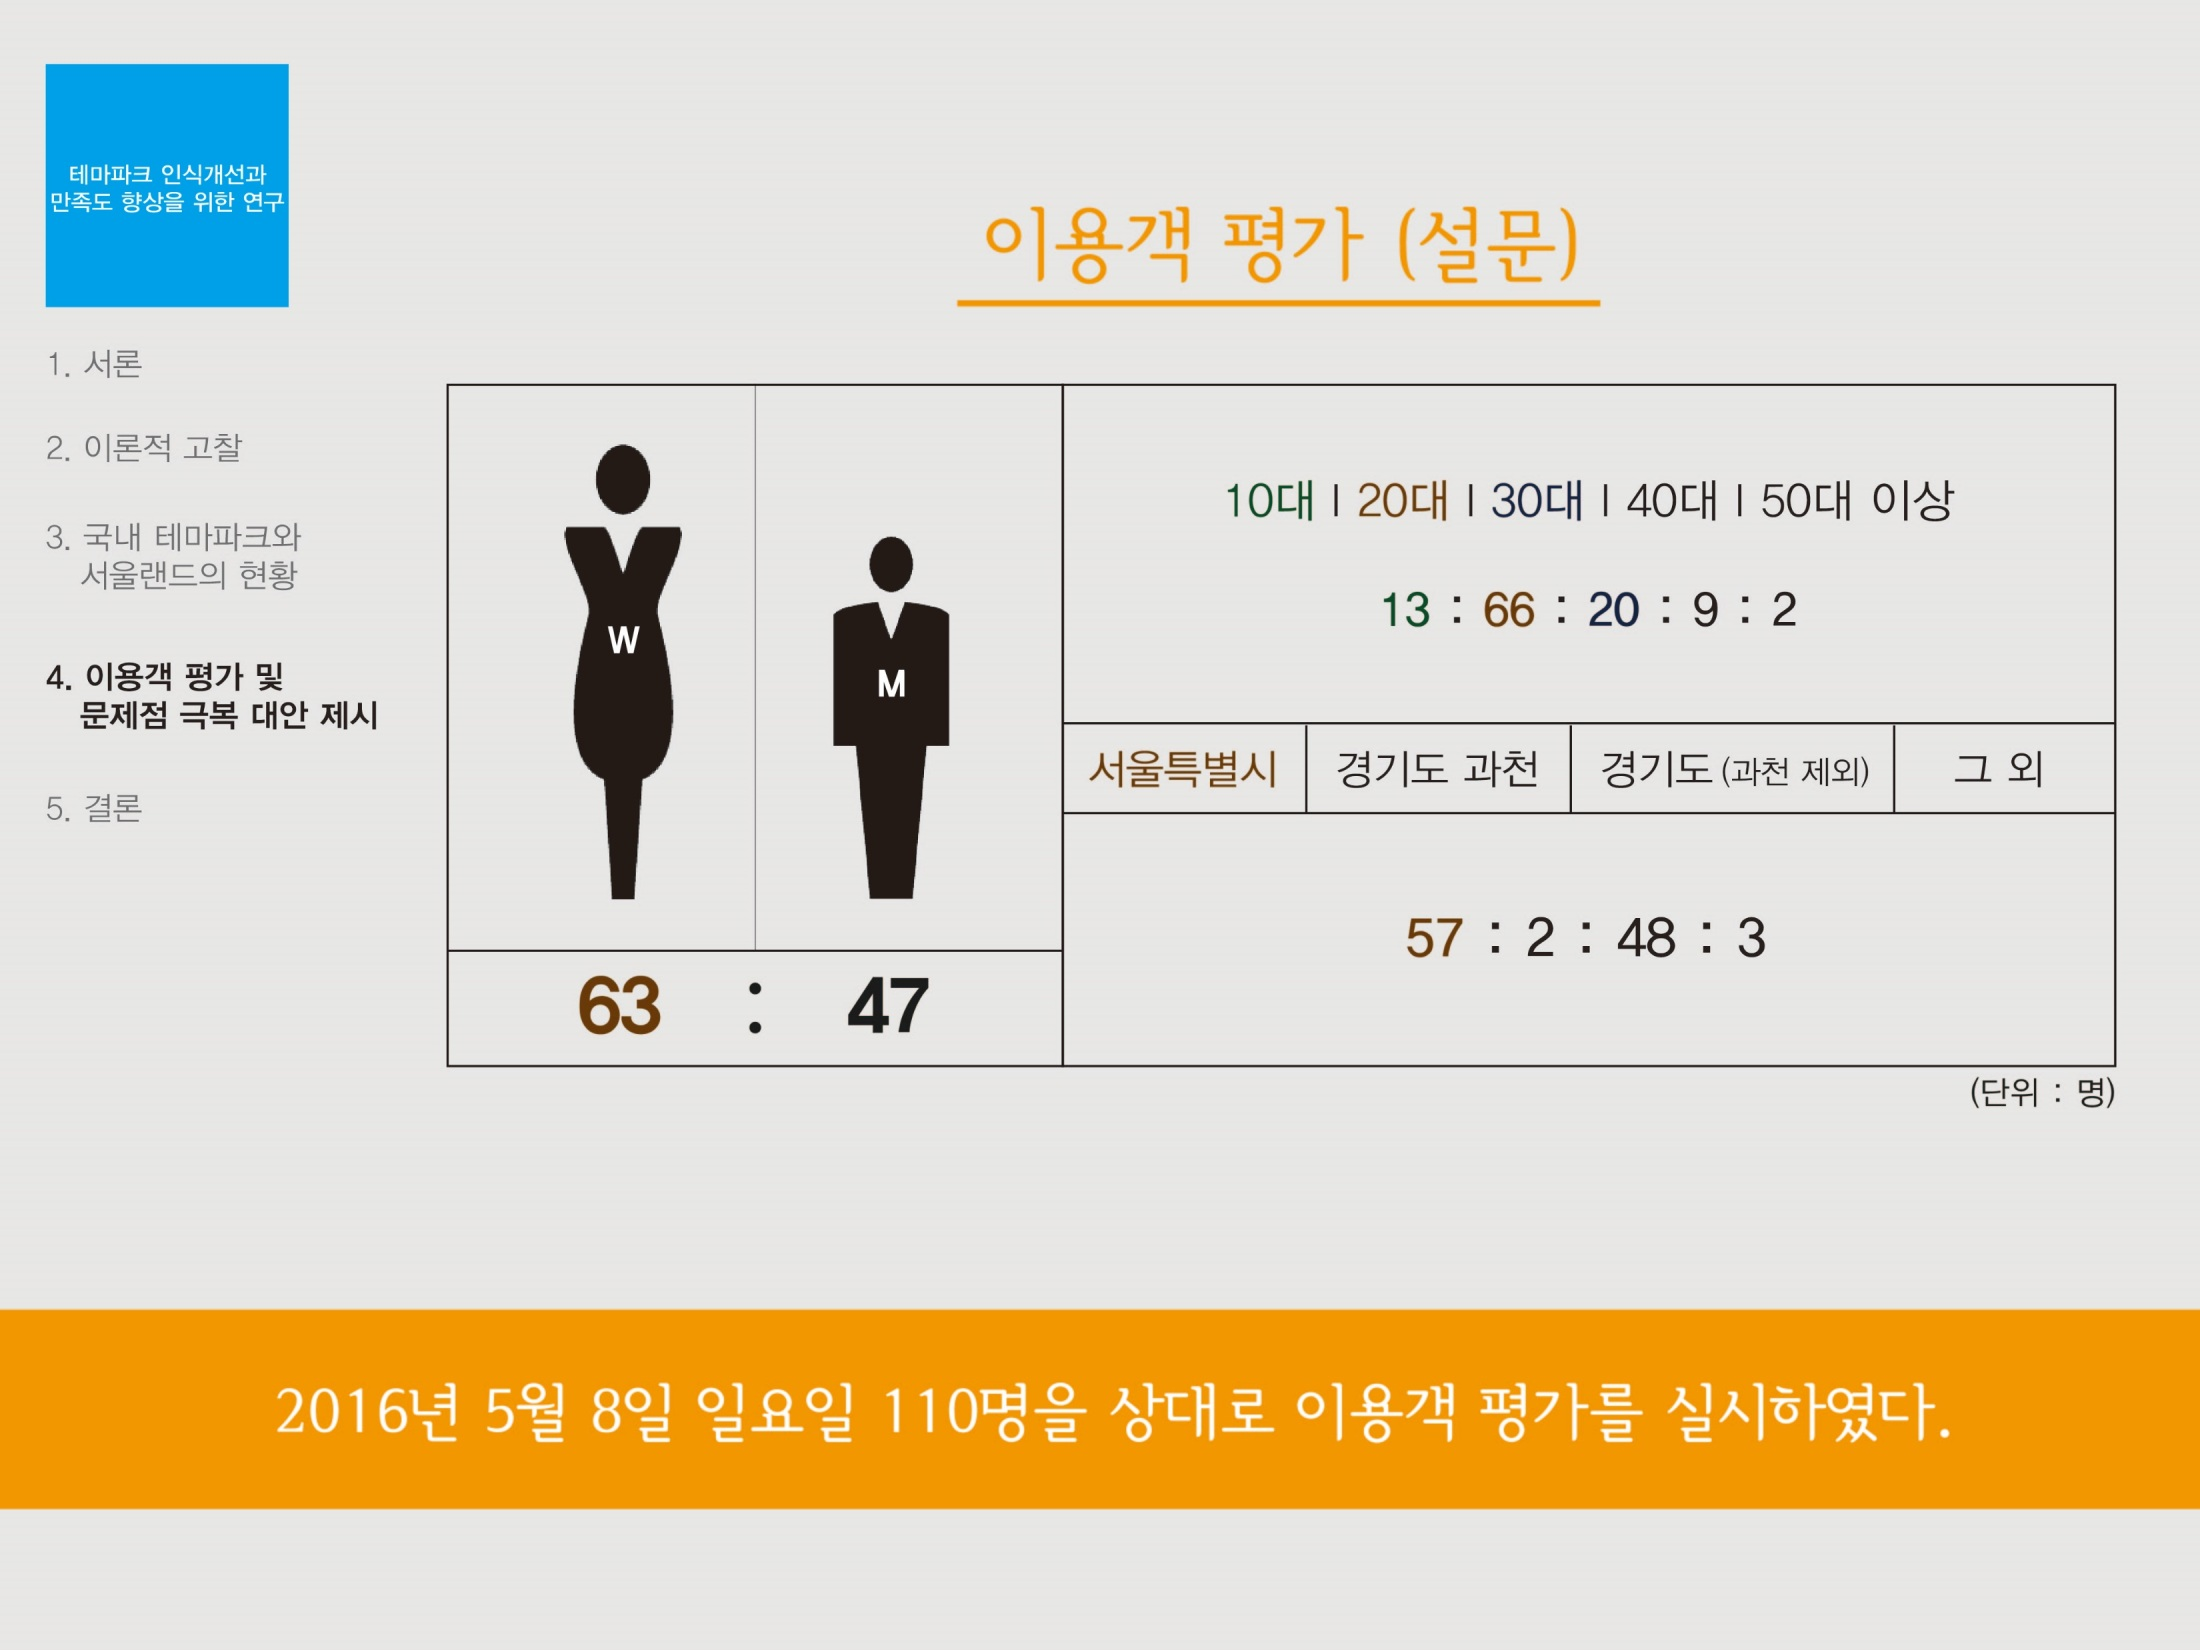 테마파크 인식개선과
만족도 향상을 위한 연구
1. 서론
2. 이론적 고찰
3. 국내 테마파크와
서울랜드의 현황
4. 이용객 평가 및
문제점 극복 대안 제시
5. 결론
이용객 평가 (설문)
W
M
63 : 47
10대 | 20대 | 30대 | 40대 | 50대 이상
13 : 66 : 20 : 9 : 2
서울특별시 경기도 과천 경기도 (과천 제외) 그 외
57 : 2 : 48 : 3
(단위 : 명)
2016년 5월 8일 일요일 110명을 상대로 이용객 평가를 실시하였다.